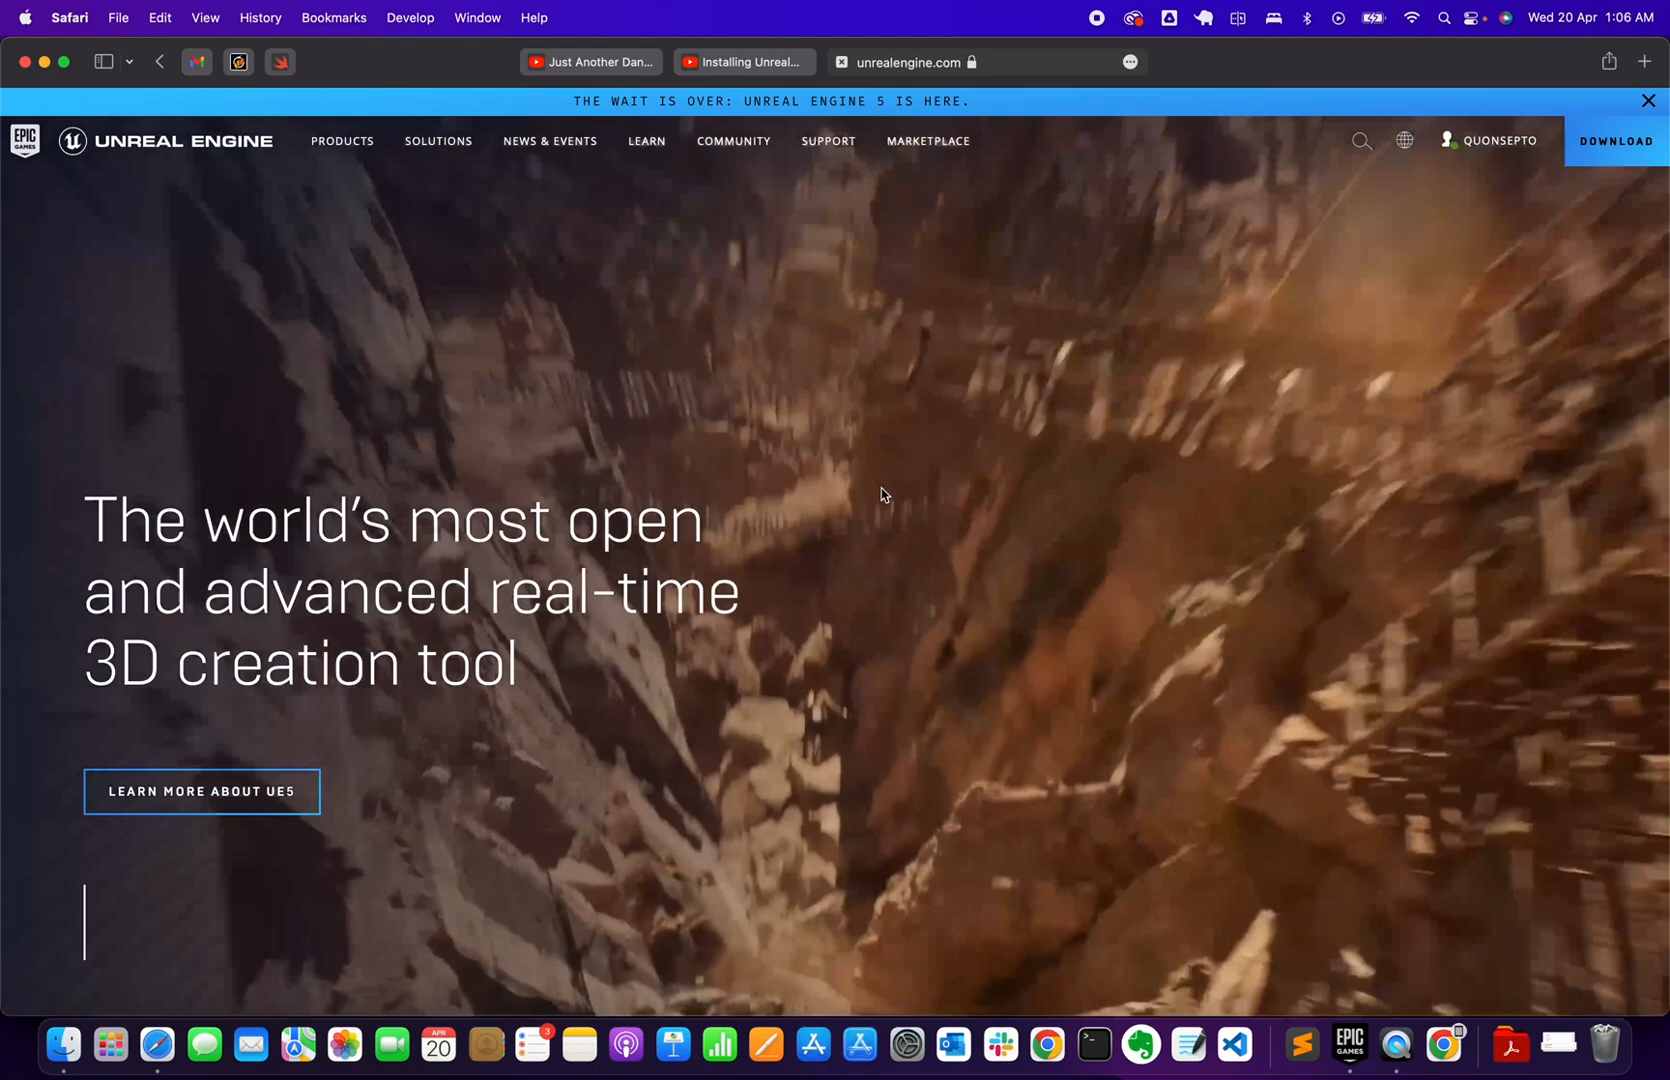 Safari File Edit View History Bookmarks Develop Window Help Wed 20 Apr 1:06 AM
Just Another Dan... Installing Unreal... unrealengine.com
THE WAIT IS OVER: UNREAL ENGINE 5 IS HERE.
EPIC GAMES UNREAL ENGINE PRODUCTS SOLUTIONS NEWS & EVENTS LEARN COMMUNITY SUPPORT MARKETPLACE QUONSEPTO DOWNLOAD
The world's most open
and advanced real-time
3D creation tool
LEARN MORE ABOUT UE5
APR 20 3 EPIC GAMES